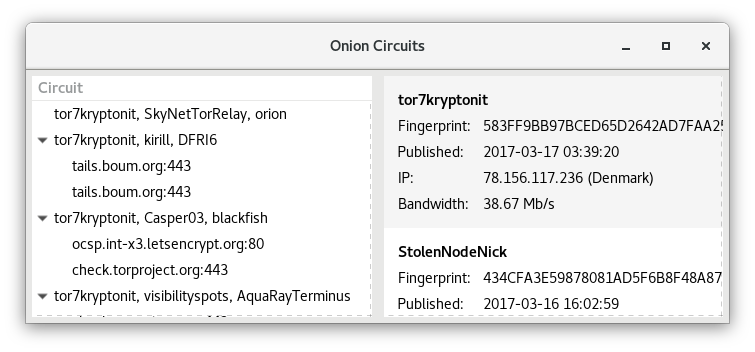 Onion Circuits
Circuit
tor7kryptonit, SkyNetTorRelay, orion
tor7kryptonit, kirill, DFRI6
tails.boum.org:443
tails.boum.org:443
tor7kryptonit, Casper03, blackfish
ocsp.int-x3.letsencrypt.org:80
check.torproject.org:443
tor7kryptonit, visibilityspots, AquaRayTerminus
tor7kryptonit
Fingerprint: 583FF9BB97BCED65D2642AD7FAA25
Published: 2017-03-17 03:39:20
IP: 78.156.117.236 (Denmark)
Bandwidth: 38.67 Mb/s
StolenNodeNick
Fingerprint: 434CFA3E59878081AD5F6B8F48A87
Published: 2017-03-16 16:02:59